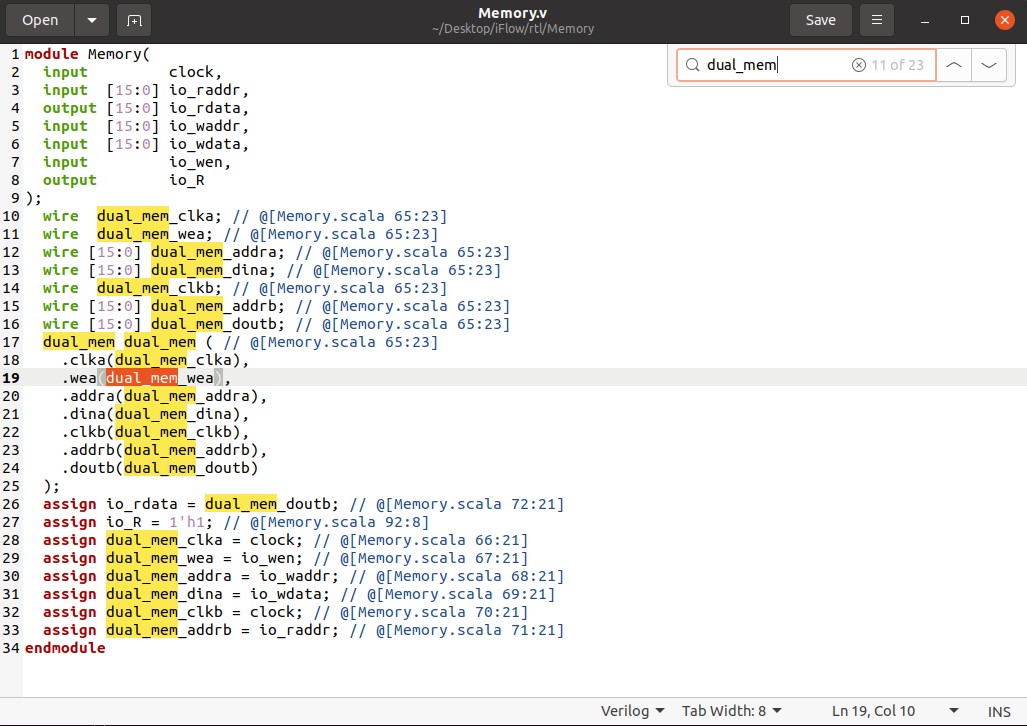 Open
Memory.v
~/Desktop/iFlow/rtl/Memory
Save
dual_mem
11 of 23
1 module Memory(
2   input         clock,
3   input  [15:0] io_raddr,
4   output [15:0] io_rdata,
5   input  [15:0] io_waddr,
6   input  [15:0] io_wdata,
7   input         io_wen,
8   output        io_R
9 );
10   wire  dual_mem_clka; // @[Memory.scala 65:23]
11   wire  dual_mem_wea; // @[Memory.scala 65:23]
12   wire [15:0] dual_mem_addra; // @[Memory.scala 65:23]
13   wire [15:0] dual_mem_dina; // @[Memory.scala 65:23]
14   wire  dual_mem_clkb; // @[Memory.scala 65:23]
15   wire [15:0] dual_mem_addrb; // @[Memory.scala 65:23]
16   wire [15:0] dual_mem_doutb; // @[Memory.scala 65:23]
17   dual_mem dual_mem ( // @[Memory.scala 65:23]
18     .clka(dual_mem_clka),
19     .wea(dual_mem_wea),
20     .addra(dual_mem_addra),
21     .dina(dual_mem_dina),
22     .clkb(dual_mem_clkb),
23     .addrb(dual_mem_addrb),
24     .doutb(dual_mem_doutb)
25   );
26   assign io_rdata = dual_mem_doutb; // @[Memory.scala 72:21]
27   assign io_R = 1'h1; // @[Memory.scala 92:8]
28   assign dual_mem_clka = clock; // @[Memory.scala 66:21]
29   assign dual_mem_wea = io_wen; // @[Memory.scala 67:21]
30   assign dual_mem_addra = io_waddr; // @[Memory.scala 68:21]
31   assign dual_mem_dina = io_wdata; // @[Memory.scala 69:21]
32   assign dual_mem_clkb = clock; // @[Memory.scala 70:21]
33   assign dual_mem_addrb = io_raddr; // @[Memory.scala 71:21]
34 endmodule
Verilog
Tab Width: 8
Ln 19, Col 10
INS